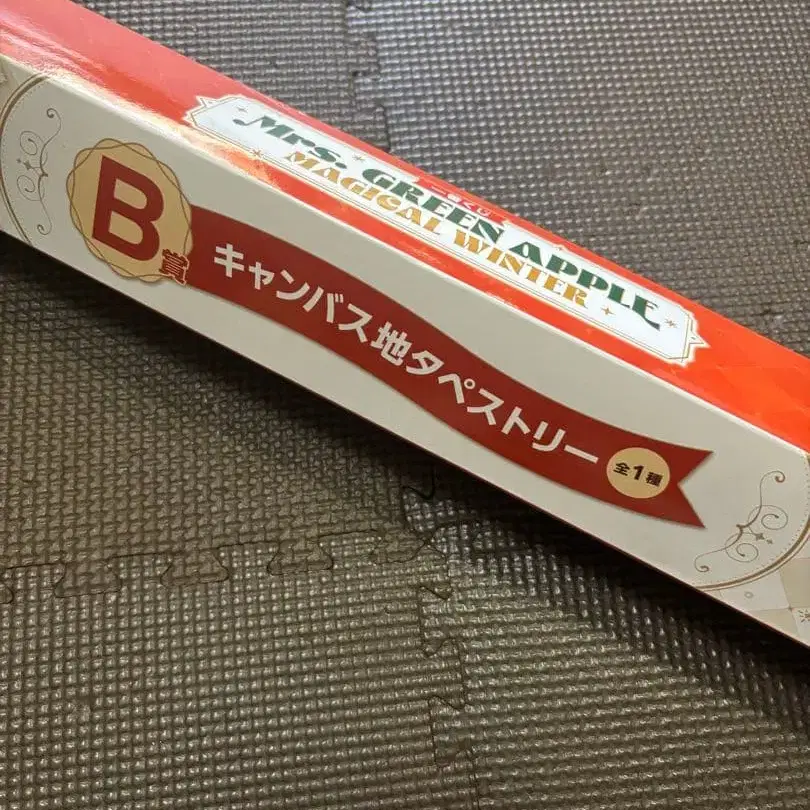 一番くじ
Mrs. GREEN APPLE
MAGICAL WINTER
B賞
キャンバス地タペストリー
全1種